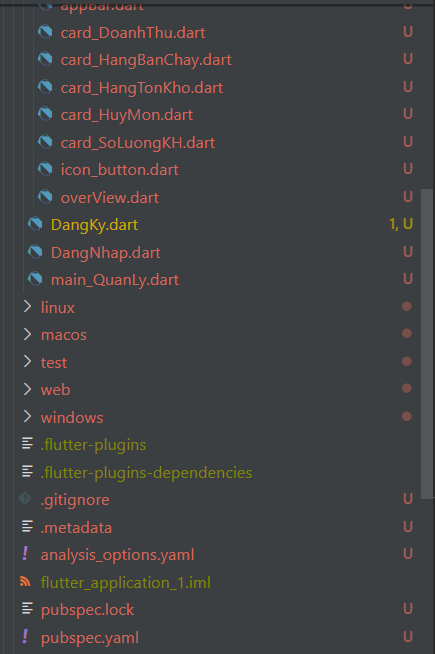 appBar.dart U
card_DoanhThu.dart U
card_HangBanChay.dart U
card_HangTonKho.dart U
card_HuyMon.dart U
card_SoLuongKH.dart U
icon_button.dart U
overView.dart U
DangKy.dart 1, U
DangNhap.dart U
main_QuanLy.dart U
linux
macos
test
web
windows
.flutter-plugins
.flutter-plugins-dependencies
.gitignore U
.metadata U
! analysis_options.yaml U
flutter_application_1.iml
pubspec.lock U
! pubspec.yaml U